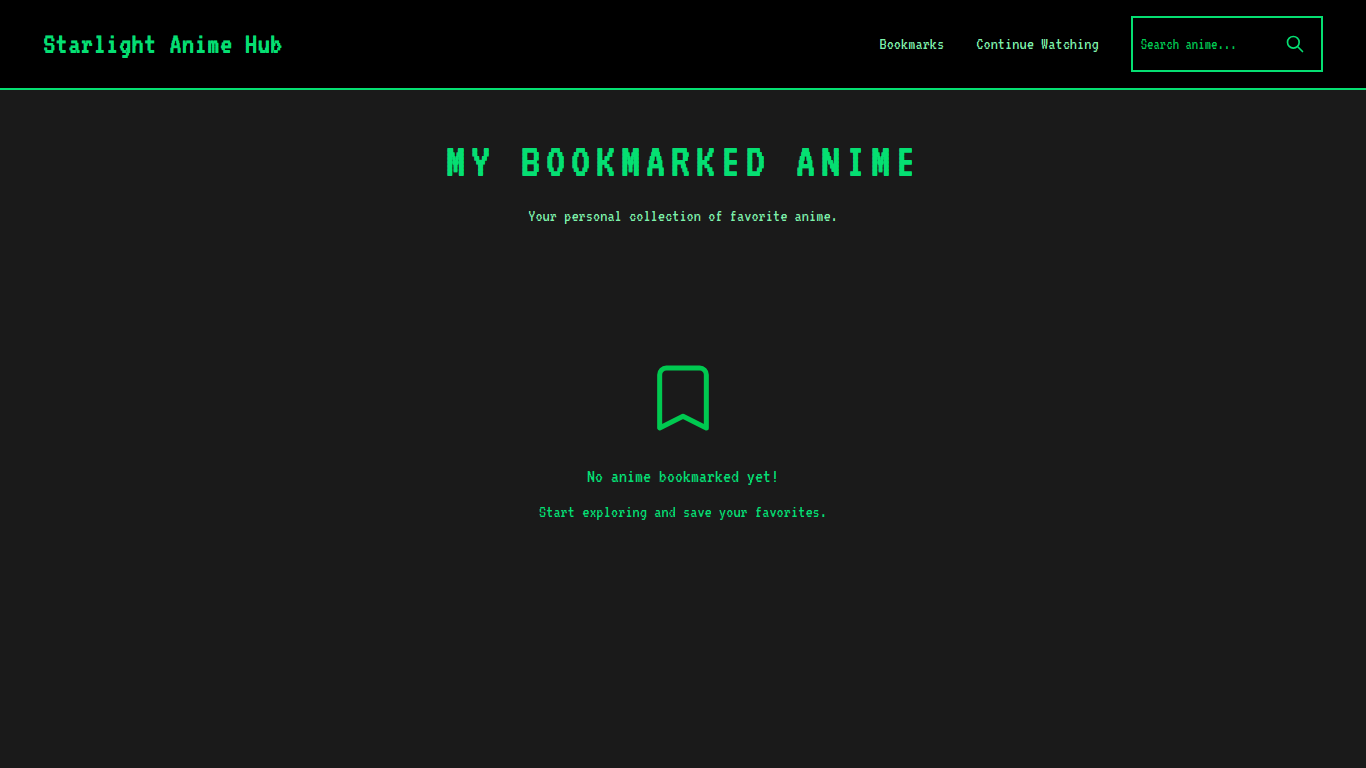 Starlight Anime Hub
Bookmarks
Continue Watching
Search anime...
MY BOOKMARKED ANIME
Your personal collection of favorite anime.
No anime bookmarked yet!
Start exploring and save your favorites.